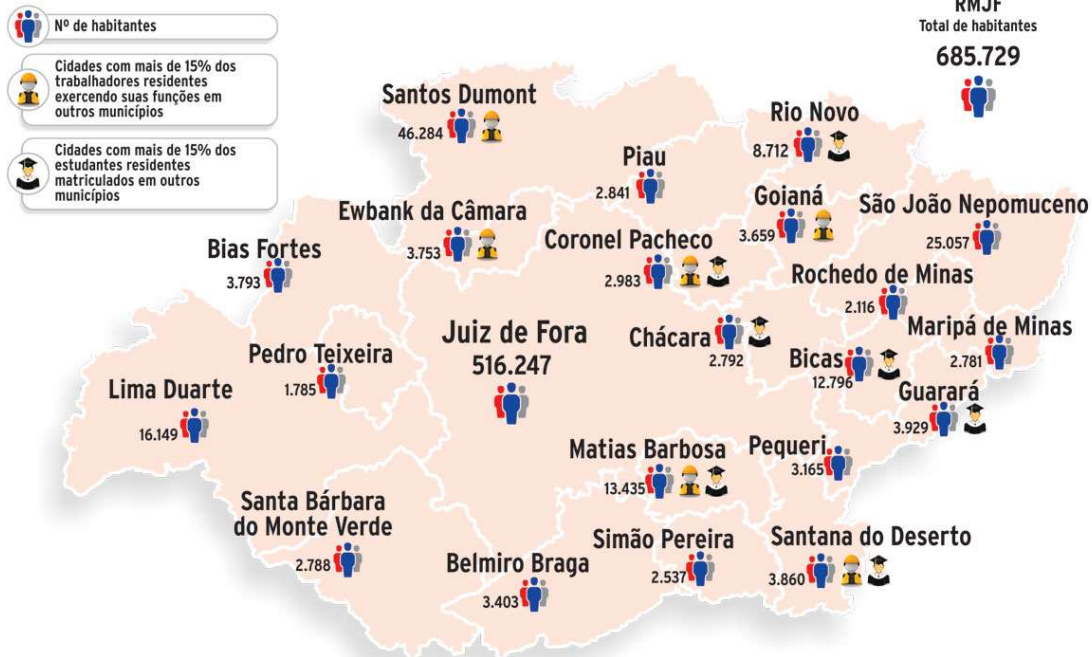 Nº de habitantes
Cidades com mais de 15% dos
trabalhadores residentes
exercendo suas funções em
outros municípios
Cidades com mais de 15% dos
estudantes residentes
matriculados em outros
municípios
RMJF
Total de habitantes
685.729
Santos Dumont
46.284
Rio Novo
8.712
Piau
2.841
Goianá
3.659
São João Nepomuceno
25.057
Ewbank da Câmara
3.753
Coronel Pacheco
2.983
Bias Fortes
3.793
Rochedo de Minas
2.116
Juiz de Fora
516.247
Chácara
2.792
Maripá de Minas
2.781
Pedro Teixeira
1.785
Bicas
12.796
Lima Duarte
16.149
Guarará
3.929
Matias Barbosa
13.435
Pequeri
3.165
Santa Bárbara
do Monte Verde
2.788
Belmiro Braga
3.403
Simão Pereira
2.537
Santana do Deserto
3.860